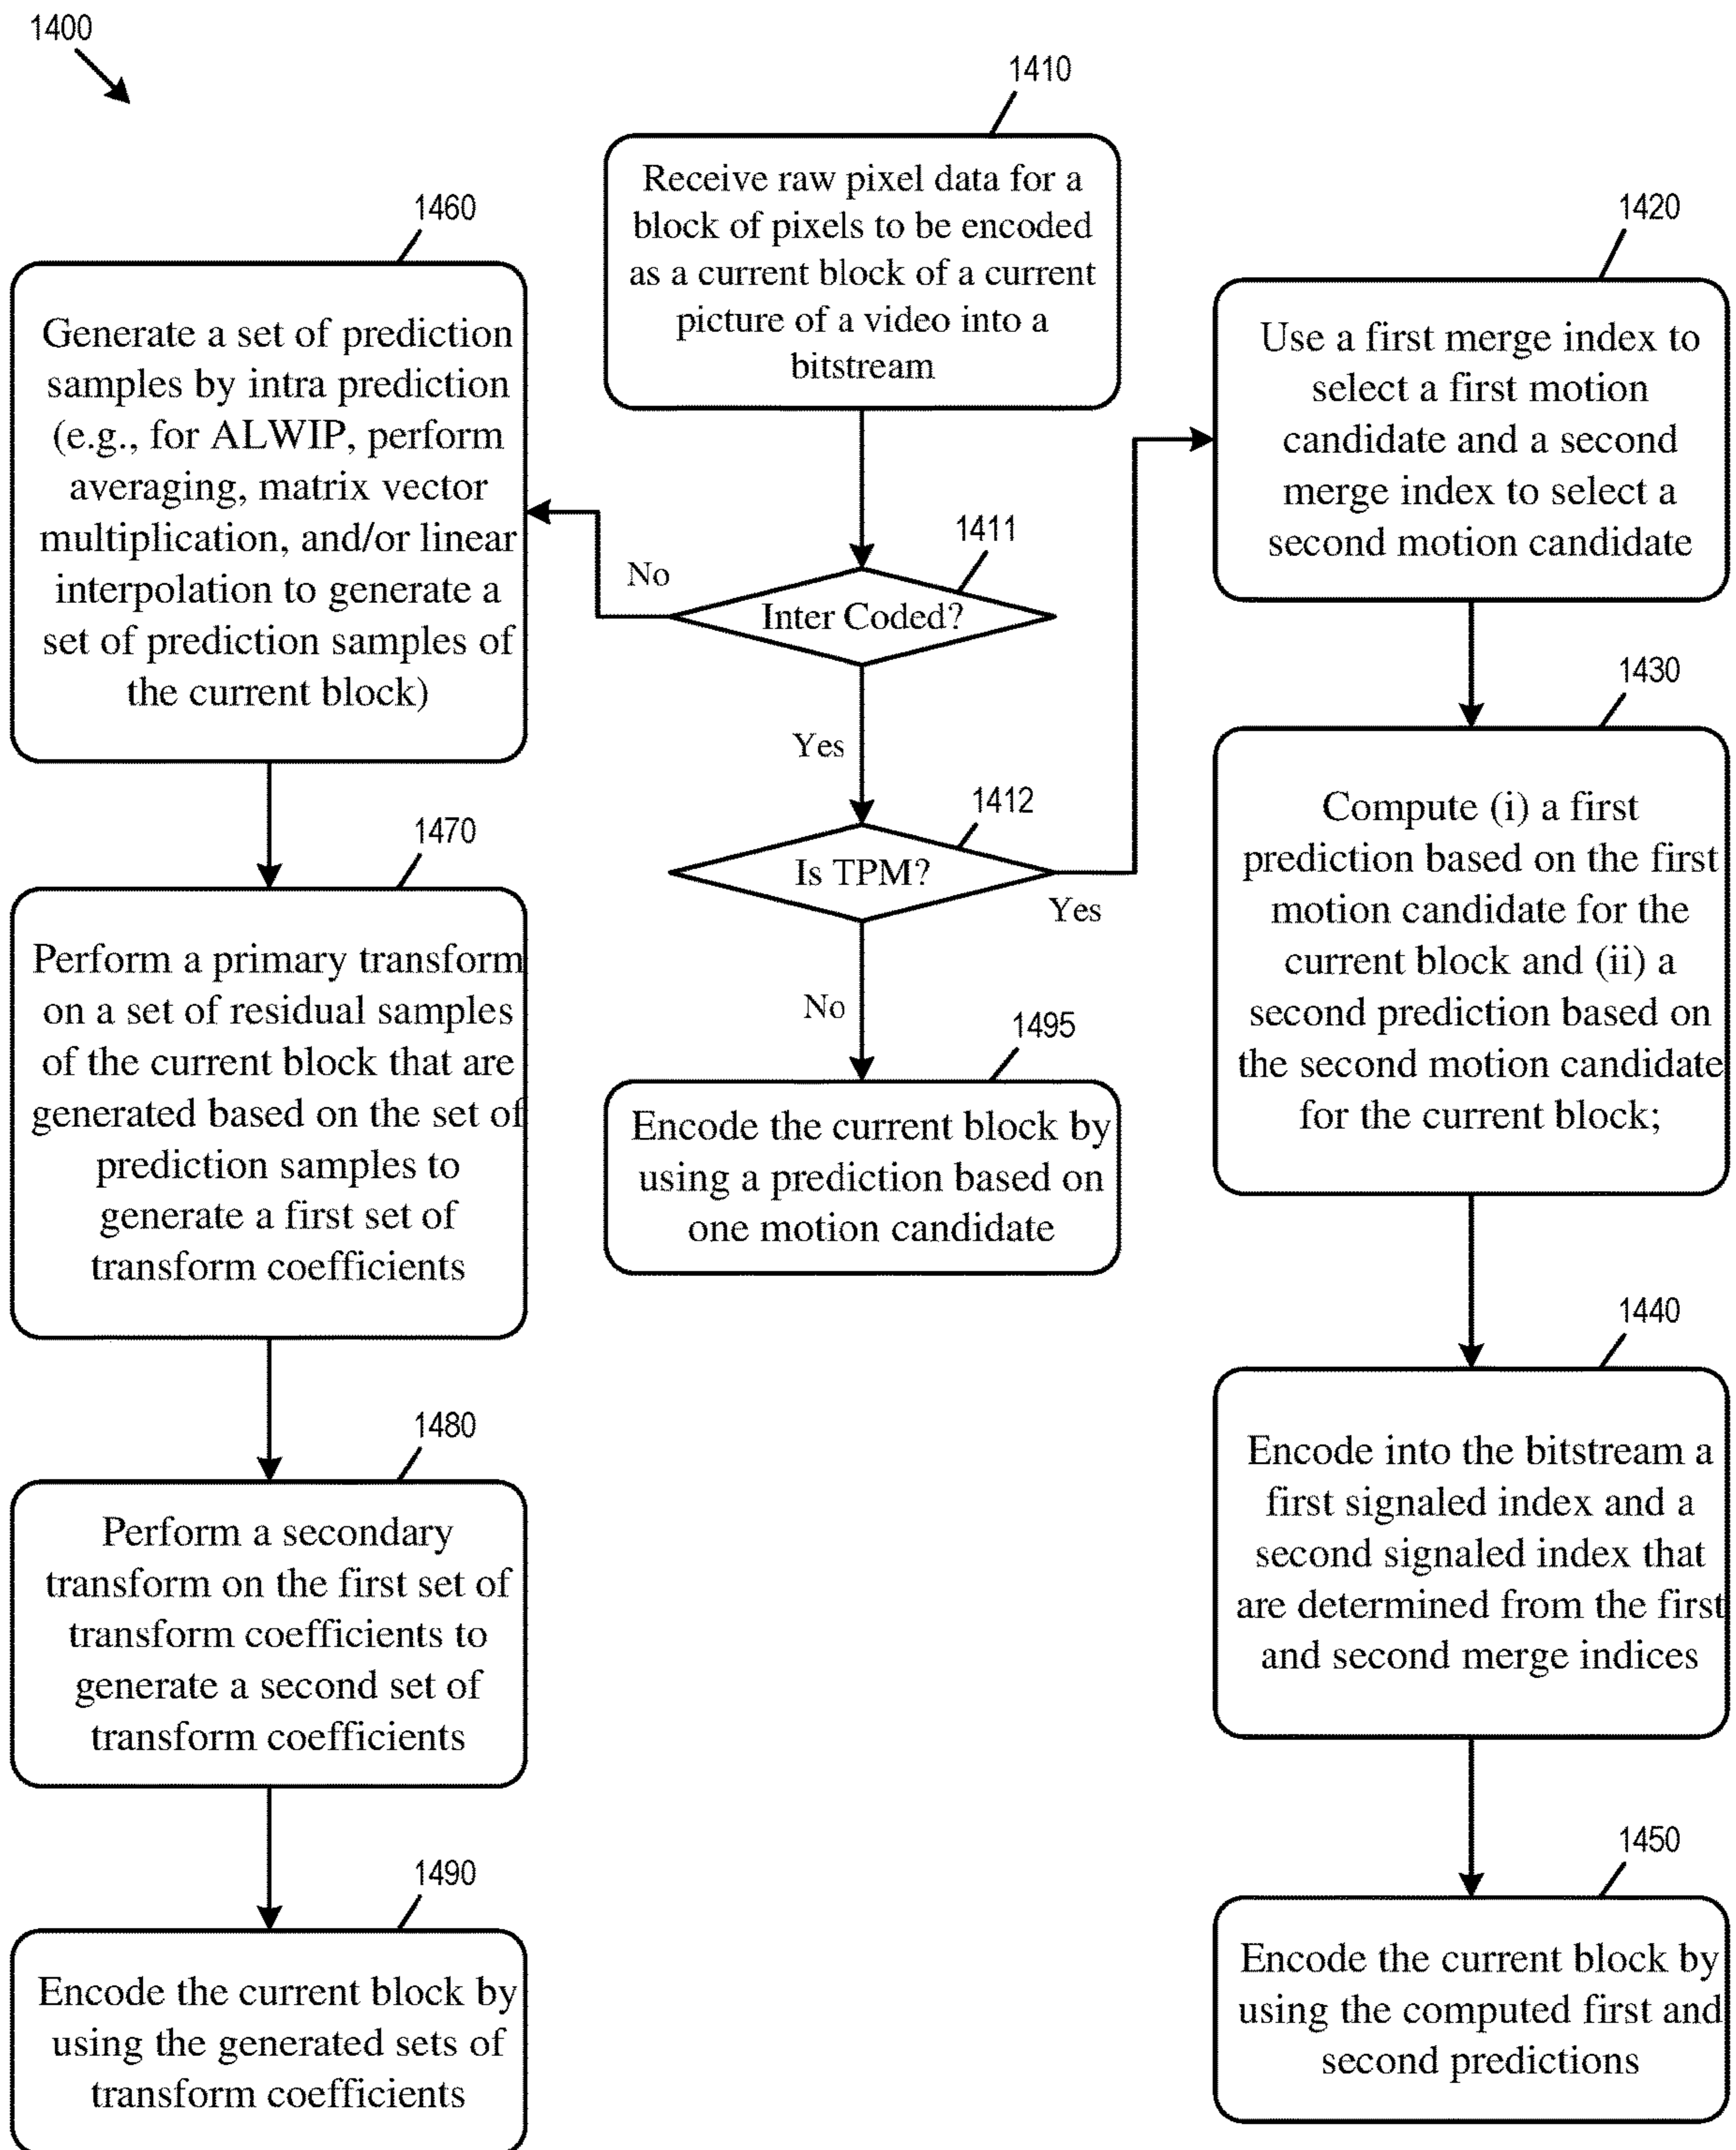 1400
1410
Receive raw pixel data for a
block of pixels to be encoded
as a current block of a current
picture of a video into a
bitstream
1411
Inter Coded?
No
Yes
1412
Is TPM?
Yes
No
1495
Encode the current block by
using a prediction based on
one motion candidate
1460
Generate a set of prediction
samples by intra prediction
(e.g., for ALWIP, perform
averaging, matrix vector
multiplication, and/or linear
interpolation to generate a
set of prediction samples of
the current block)
1470
Perform a primary transform
on a set of residual samples
of the current block that are
generated based on the set of
prediction samples to
generate a first set of
transform coefficients
1480
Perform a secondary
transform on the first set of
transform coefficients to
generate a second set of
transform coefficients
1490
Encode the current block by
using the generated sets of
transform coefficients
1420
Use a first merge index to
select a first motion
candidate and a second
merge index to select a
second motion candidate
1430
Compute (i) a first
prediction based on the first
motion candidate for the
current block and (ii) a
second prediction based on
the second motion candidate
for the current block;
1440
Encode into the bitstream a
first signaled index and a
second signaled index that
are determined from the first
and second merge indices
1450
Encode the current block by
using the computed first and
second predictions